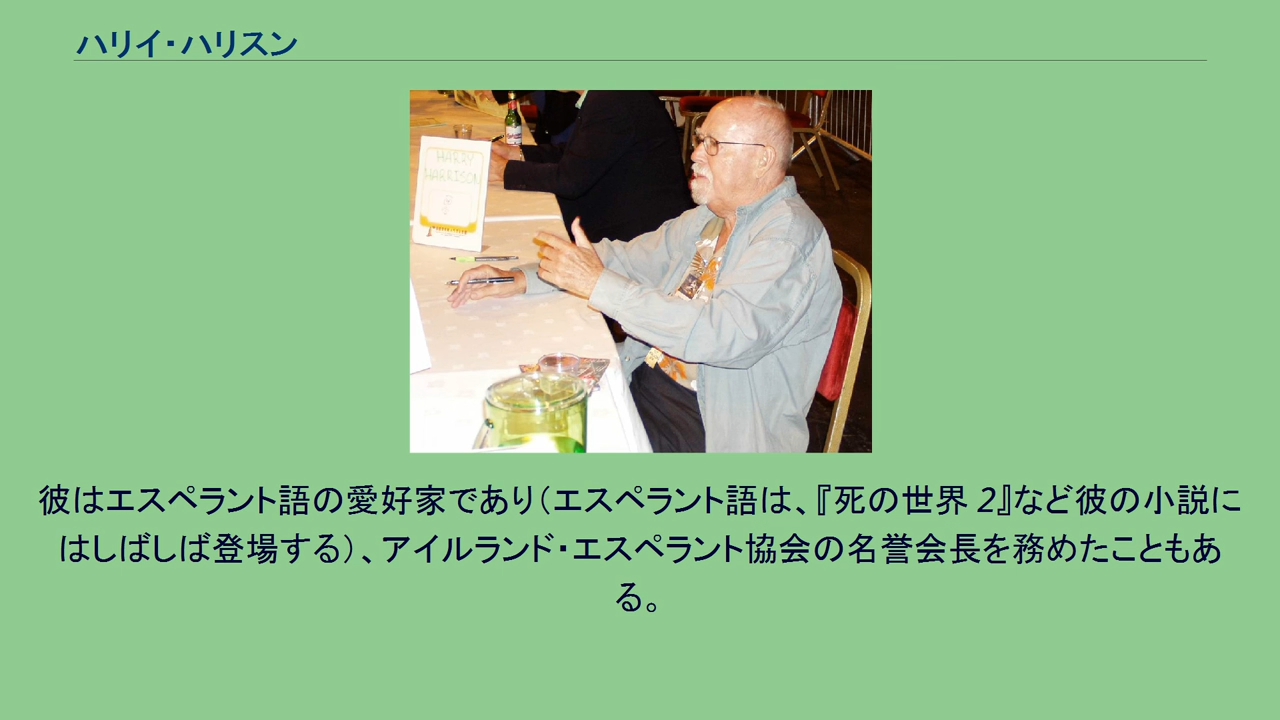 ハリイ・ハリスン
HARRY
HARRISON
彼はエスペラント語の愛好家であり（エスペラント語は、『死の世界 2』など彼の小説に
はしばしば登場する）、アイルランド・エスペラント協会の名誉会長を務めたこともあ
る。